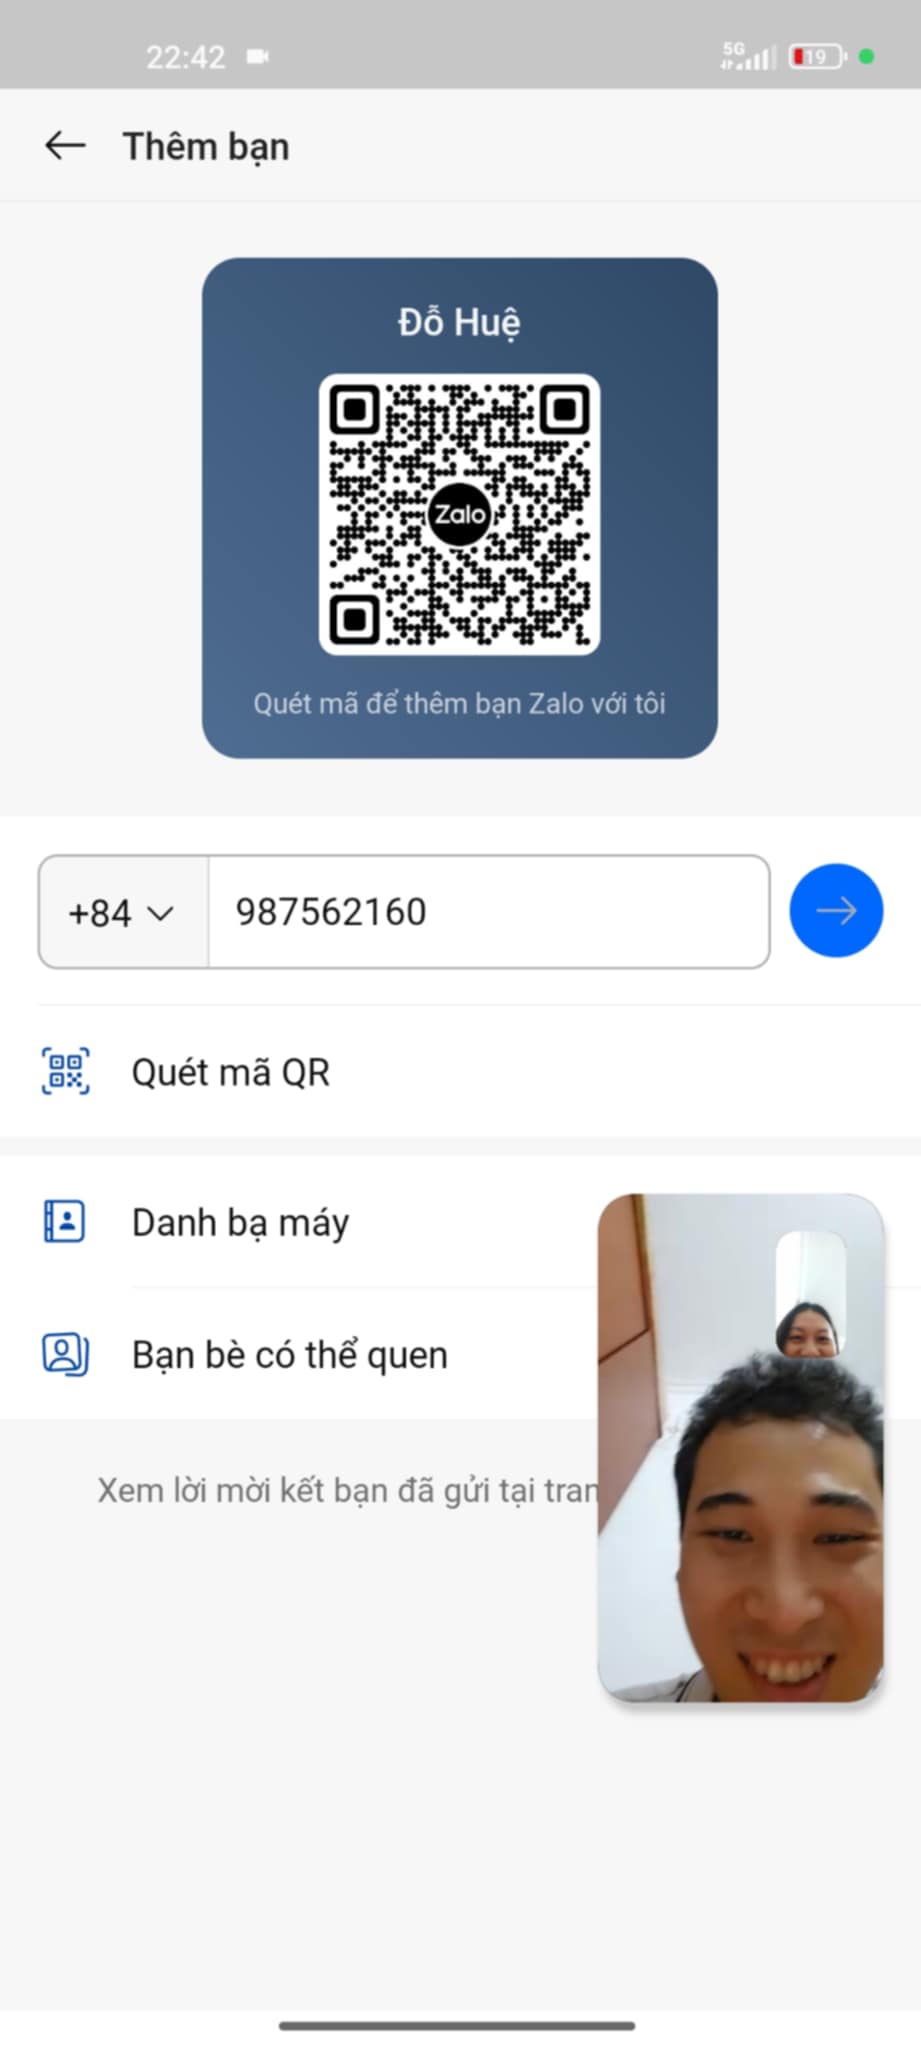 22:42
5G
19
Thêm bạn
Đỗ Huệ
Zalo
Quét mã để thêm bạn Zalo với tôi
+84
987562160
Quét mã QR
Danh bạ máy
Bạn bè có thể quen
Xem lời mời kết bạn đã gửi tại tran